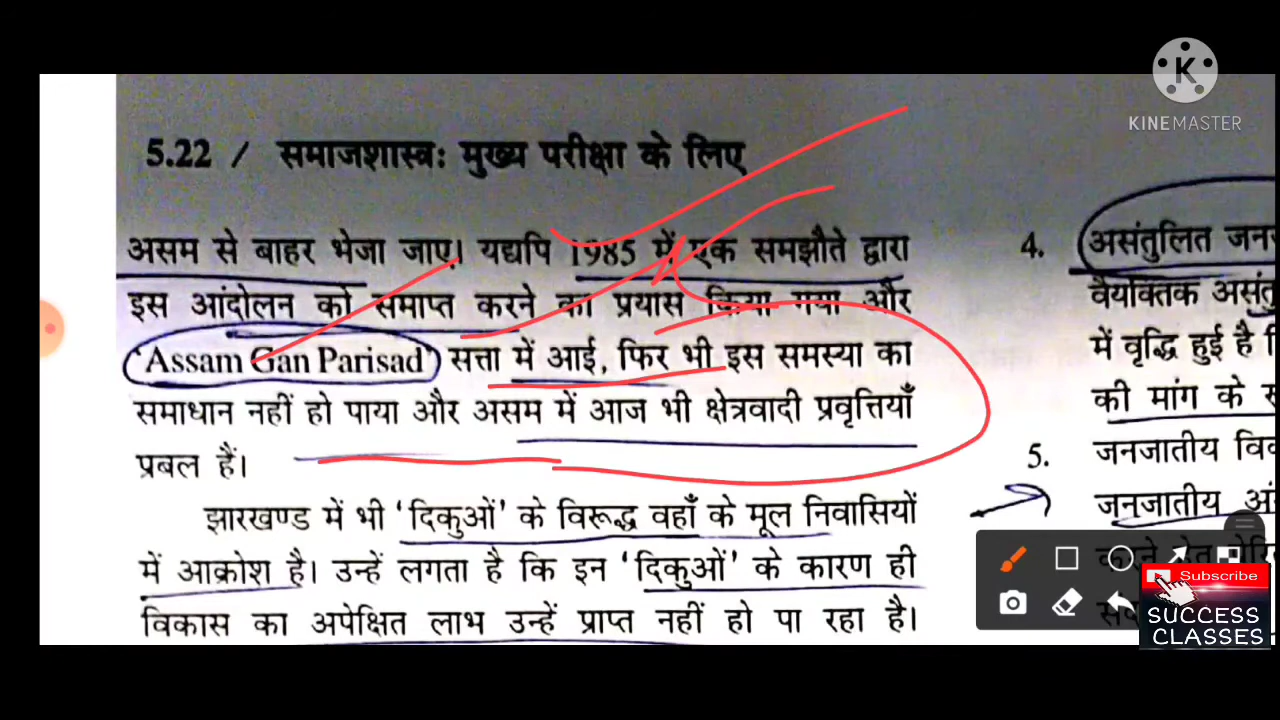 KINEMASTER
5.22 / समाजशास्त्र: मुख्य परीक्षा के लिए
असम से बाहर भेजा जाए। यद्यपि 1985 में एक समझौते द्वारा
इस आंदोलन को समाप्त करने का प्रयास किया गया और
'Assam Gan Parisad' सत्ता में आई, फिर भी इस समस्या का
समाधान नहीं हो पाया और असम में आज भी क्षेत्रवादी प्रवृत्तियाँ
प्रबल हैं।
झारखण्ड में भी 'दिकुओं' के विरूद्ध वहाँ के मूल निवासियों
में आक्रोश है। उन्हें लगता है कि इन 'दिकुओं' के कारण ही
विकास का अपेक्षित लाभ उन्हें प्राप्त नहीं हो पा रहा है।
4. असंतुलित
वैयक्तिक
में वृद्धि हुई है
की मांग के
5. जनजातीय
जनजातीय
Subscribe
SUCCESS
CLASSES